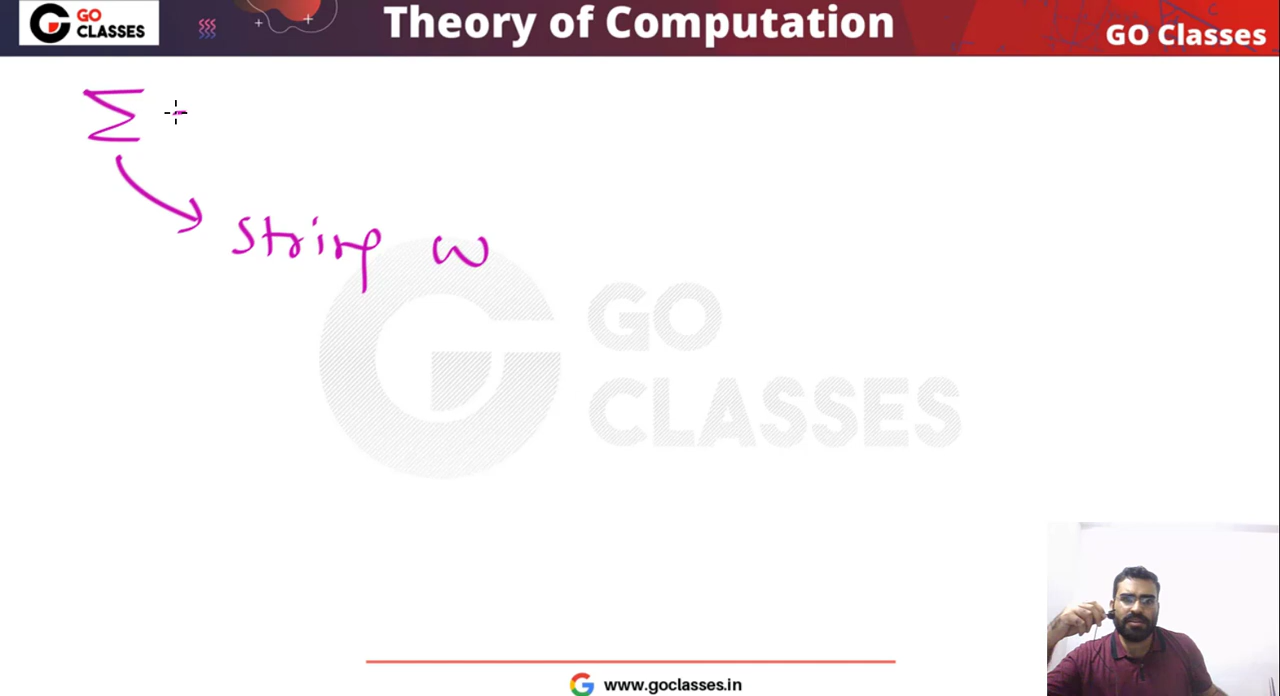 GO CLASSES
Theory of Computation
GO Classes
Σ -
String w
GO
CLASSES
www.goclasses.in